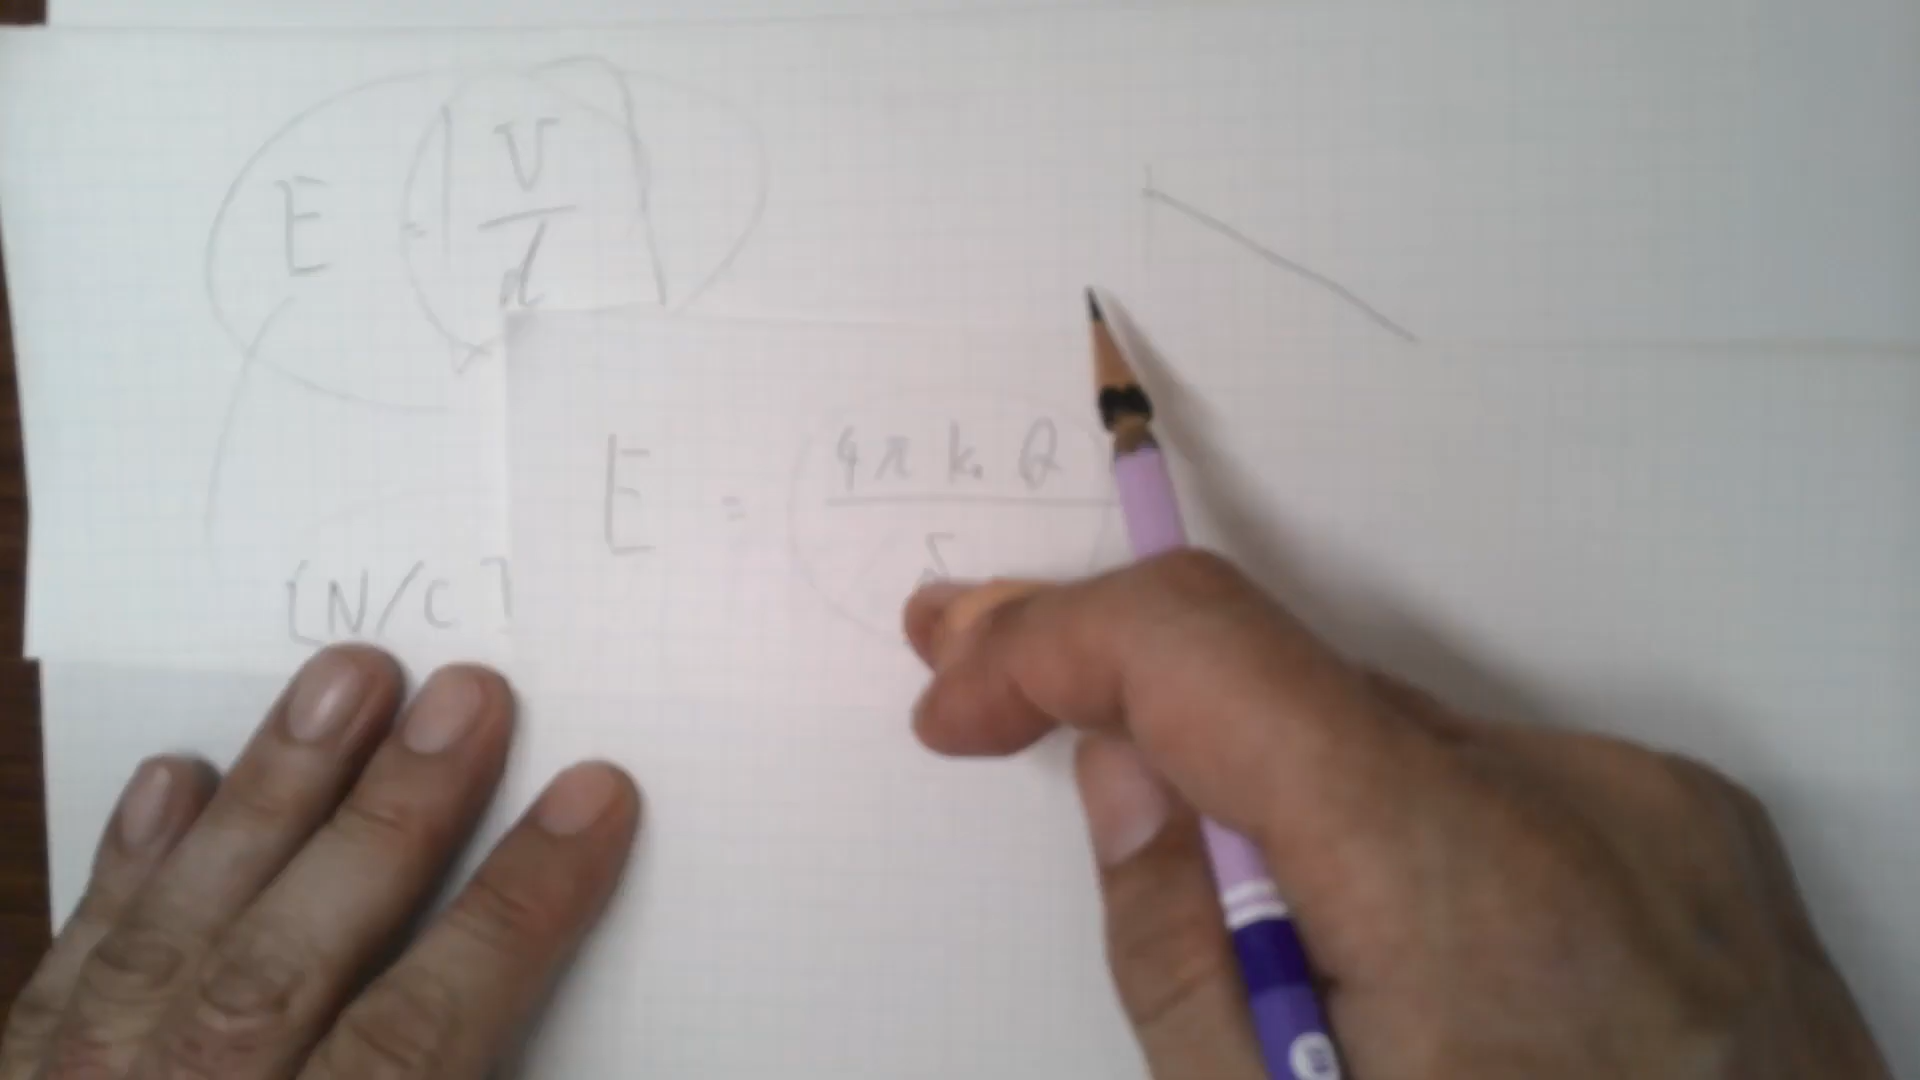 E = V/d
E = 4πk₀Q/S
[N/C]